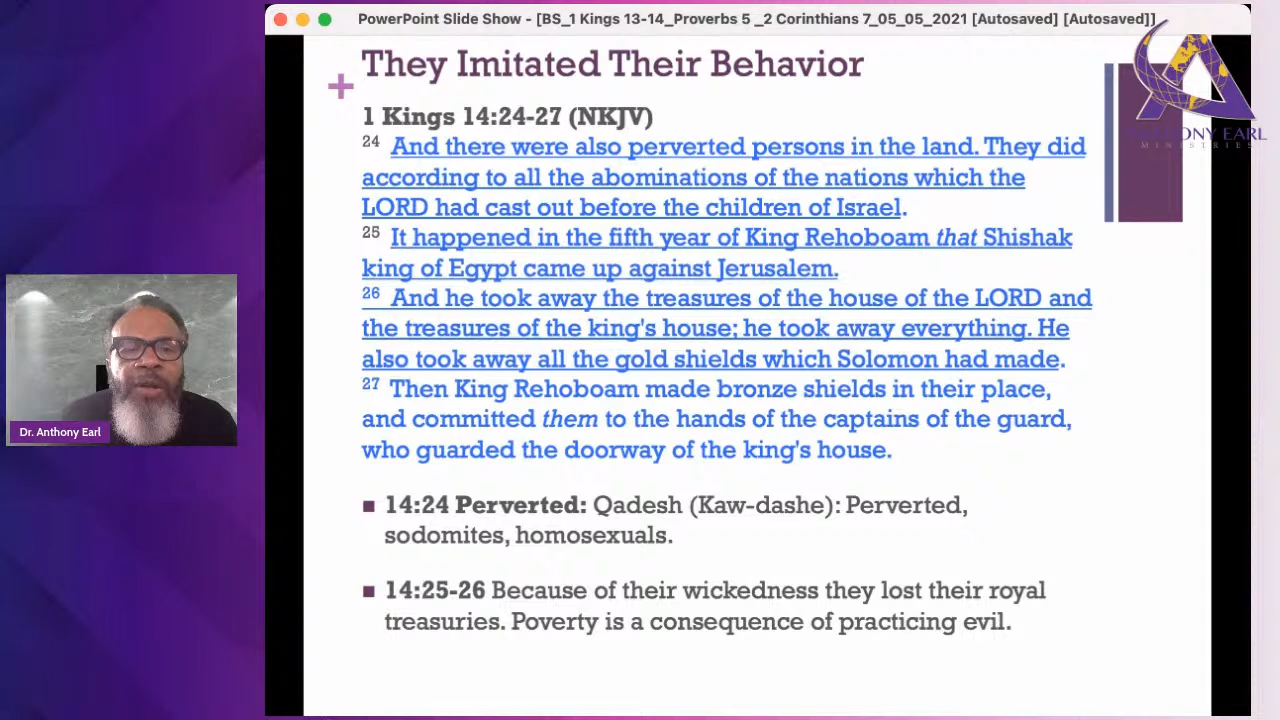 PowerPoint Slide Show - [BS_1 Kings 13-14_Proverbs 5 _2 Corinthians 7_05_05_2021 [Autosaved] [Autosaved]]
They Imitated Their Behavior
+
1 Kings 14:24-27 (NKJV)
24 And there were also perverted persons in the land. They did
according to all the abominations of the nations which the
LORD had cast out before the children of Israel.
25 It happened in the fifth year of King Rehoboam that Shishak
king of Egypt came up against Jerusalem.
26 And he took away the treasures of the house of the LORD and
the treasures of the king's house; he took away everything. He
also took away all the gold shields which Solomon had made.
27 Then King Rehoboam made bronze shields in their place,
and committed them to the hands of the captains of the guard,
who guarded the doorway of the king's house.
■ 14:24 Perverted: Qadesh (Kaw-dashe): Perverted,
sodomites, homosexuals.
■ 14:25-26 Because of their wickedness they lost their royal
treasuries. Poverty is a consequence of practicing evil.
ANTHONY EARL
MINISTRIES
Dr. Anthony Earl